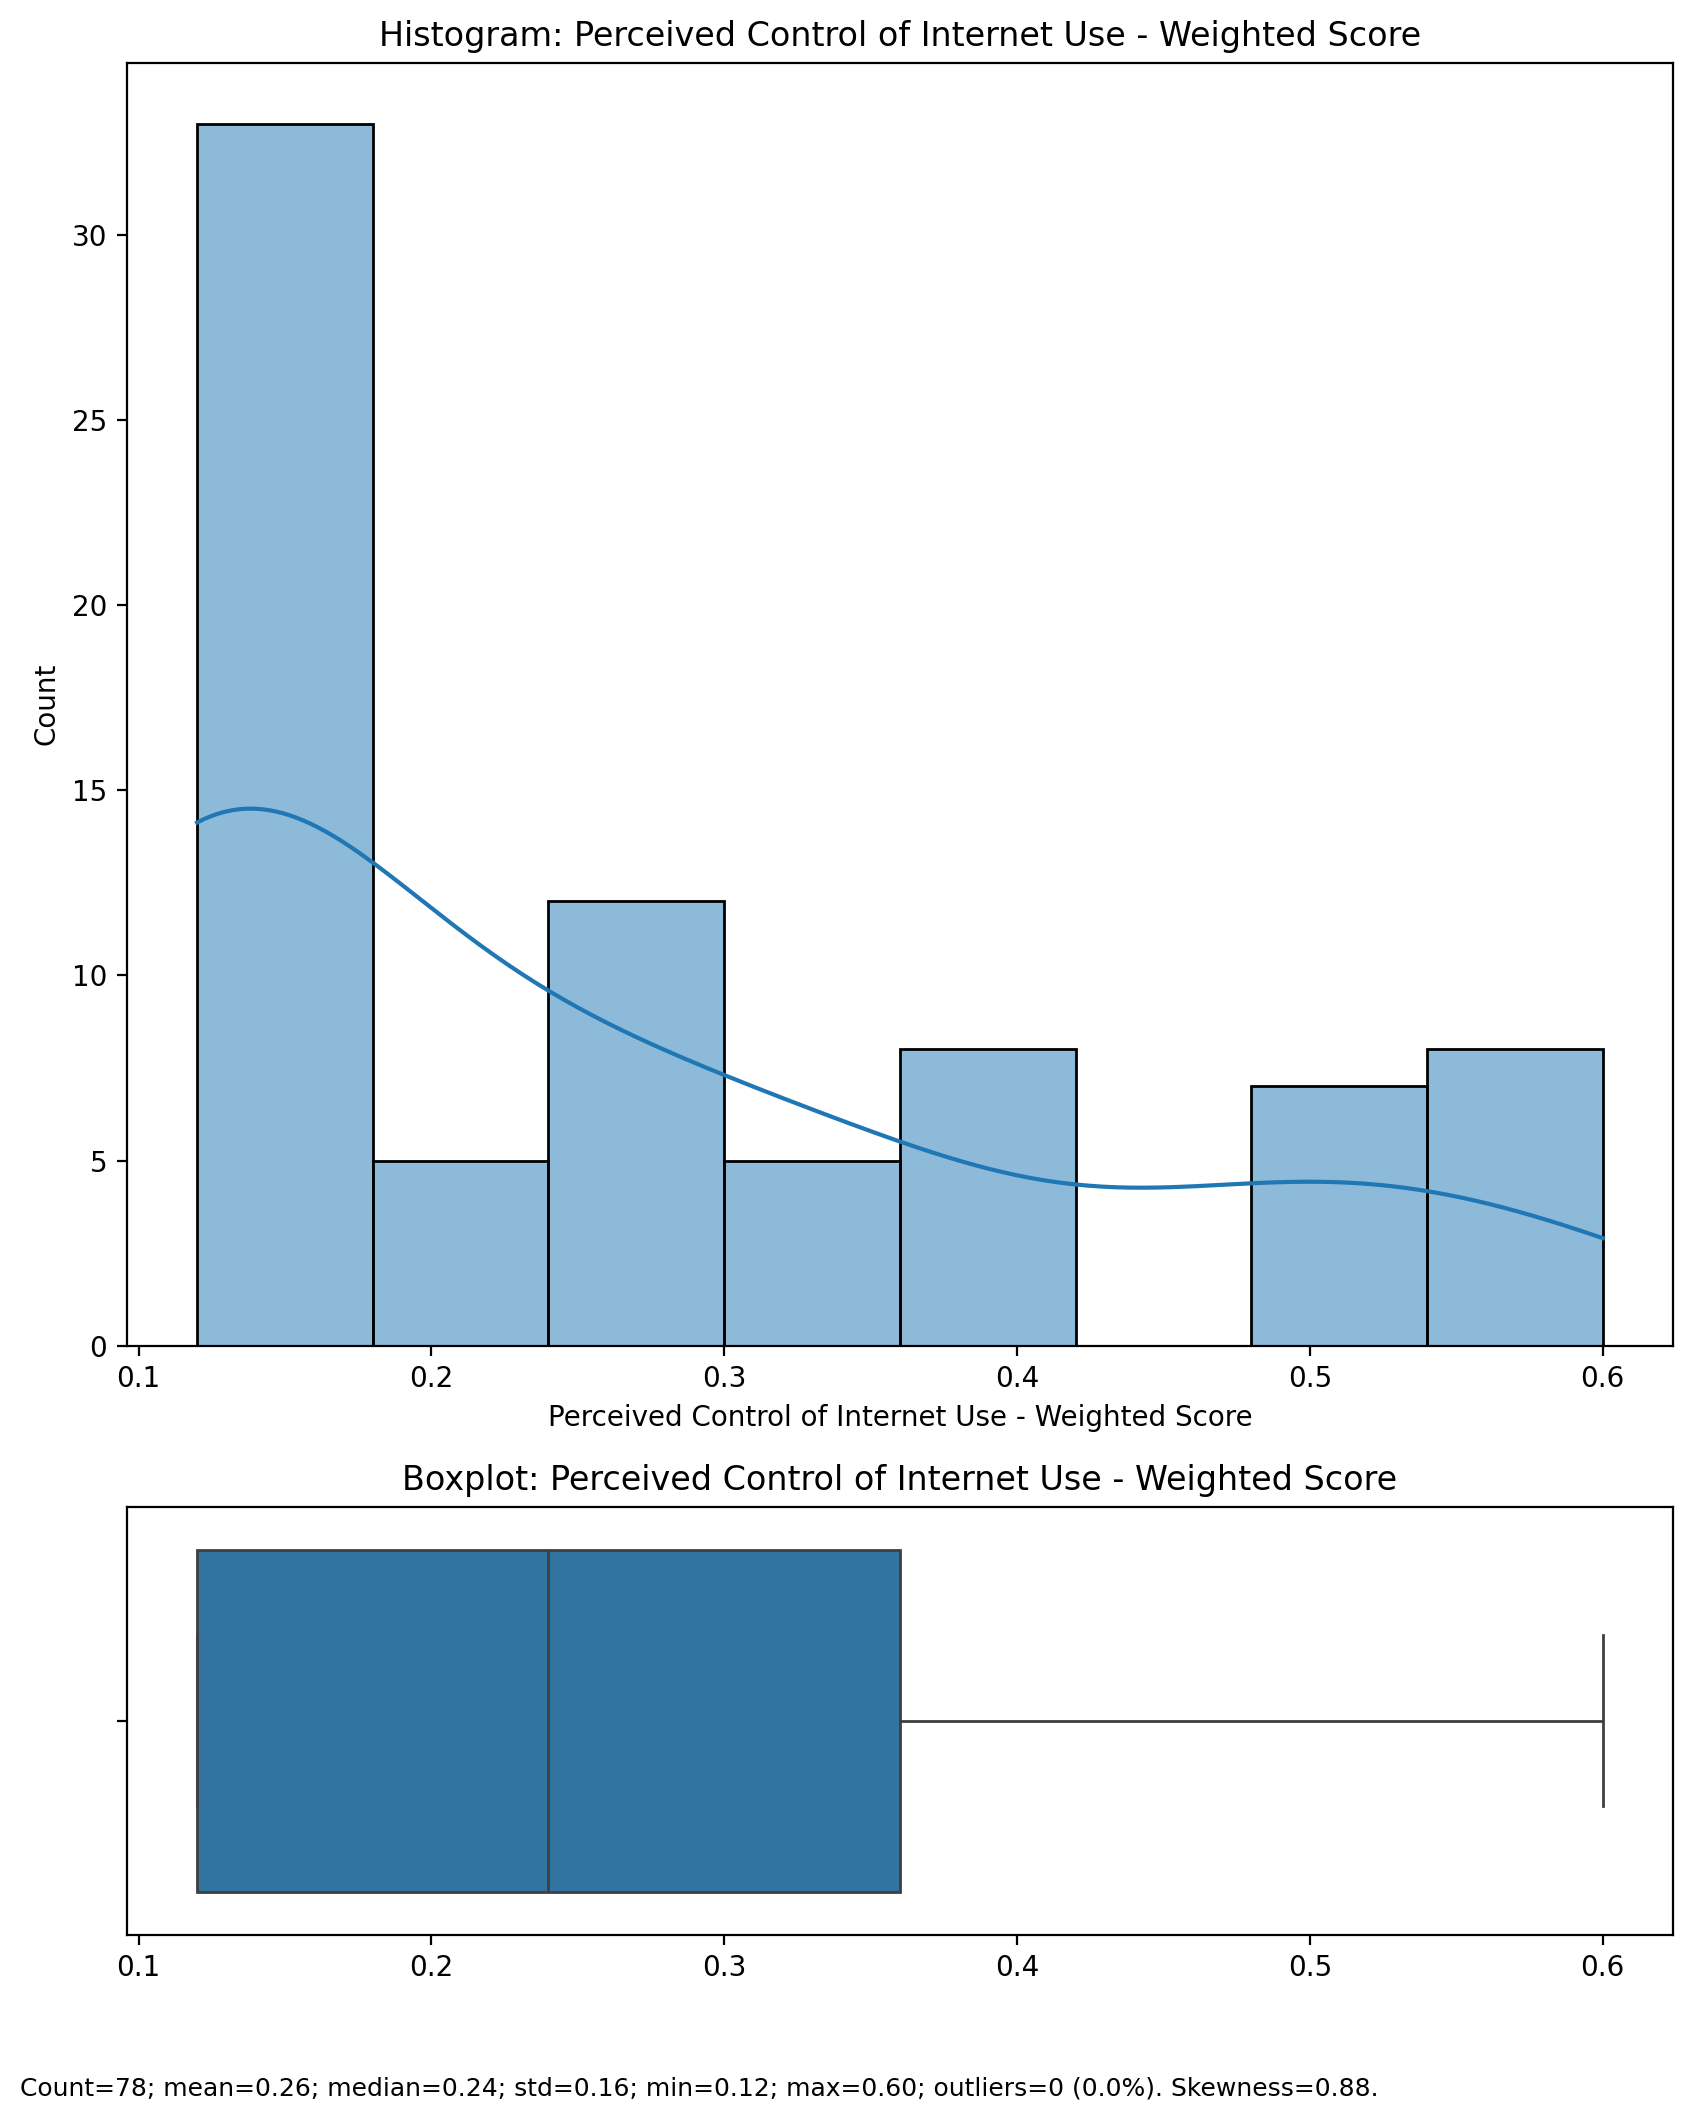 Histogram: Perceived Control of Internet Use - Weighted Score
30
25
20
15
10
5
0
Count
0.1 0.2 0.3 0.4 0.5 0.6
Perceived Control of Internet Use - Weighted Score
Boxplot: Perceived Control of Internet Use - Weighted Score
0.1 0.2 0.3 0.4 0.5 0.6
Count=78; mean=0.26; median=0.24; std=0.16; min=0.12; max=0.60; outliers=0 (0.0%). Skewness=0.88.